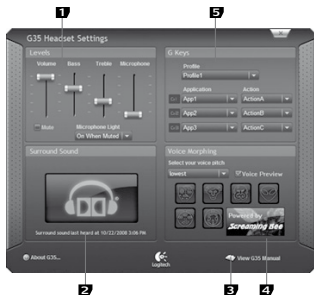 1
5
G35 Headset Settings
Levels
Volume Bass Treble Microphone
Mute
Microphone Light
On When Muted
G Keys
Profile
Profile1
Application Action
App1 ActionA
App2 ActionB
App3 ActionC
Surround Sound
Surround sound last heard at 10/22/2008 3:06 PM
Voice Morphing
Select your voice pitch
lowest
Voice Preview
Powered by
Screaming Bee
About G35...
Logitech
View G35 Manual
2
3
4